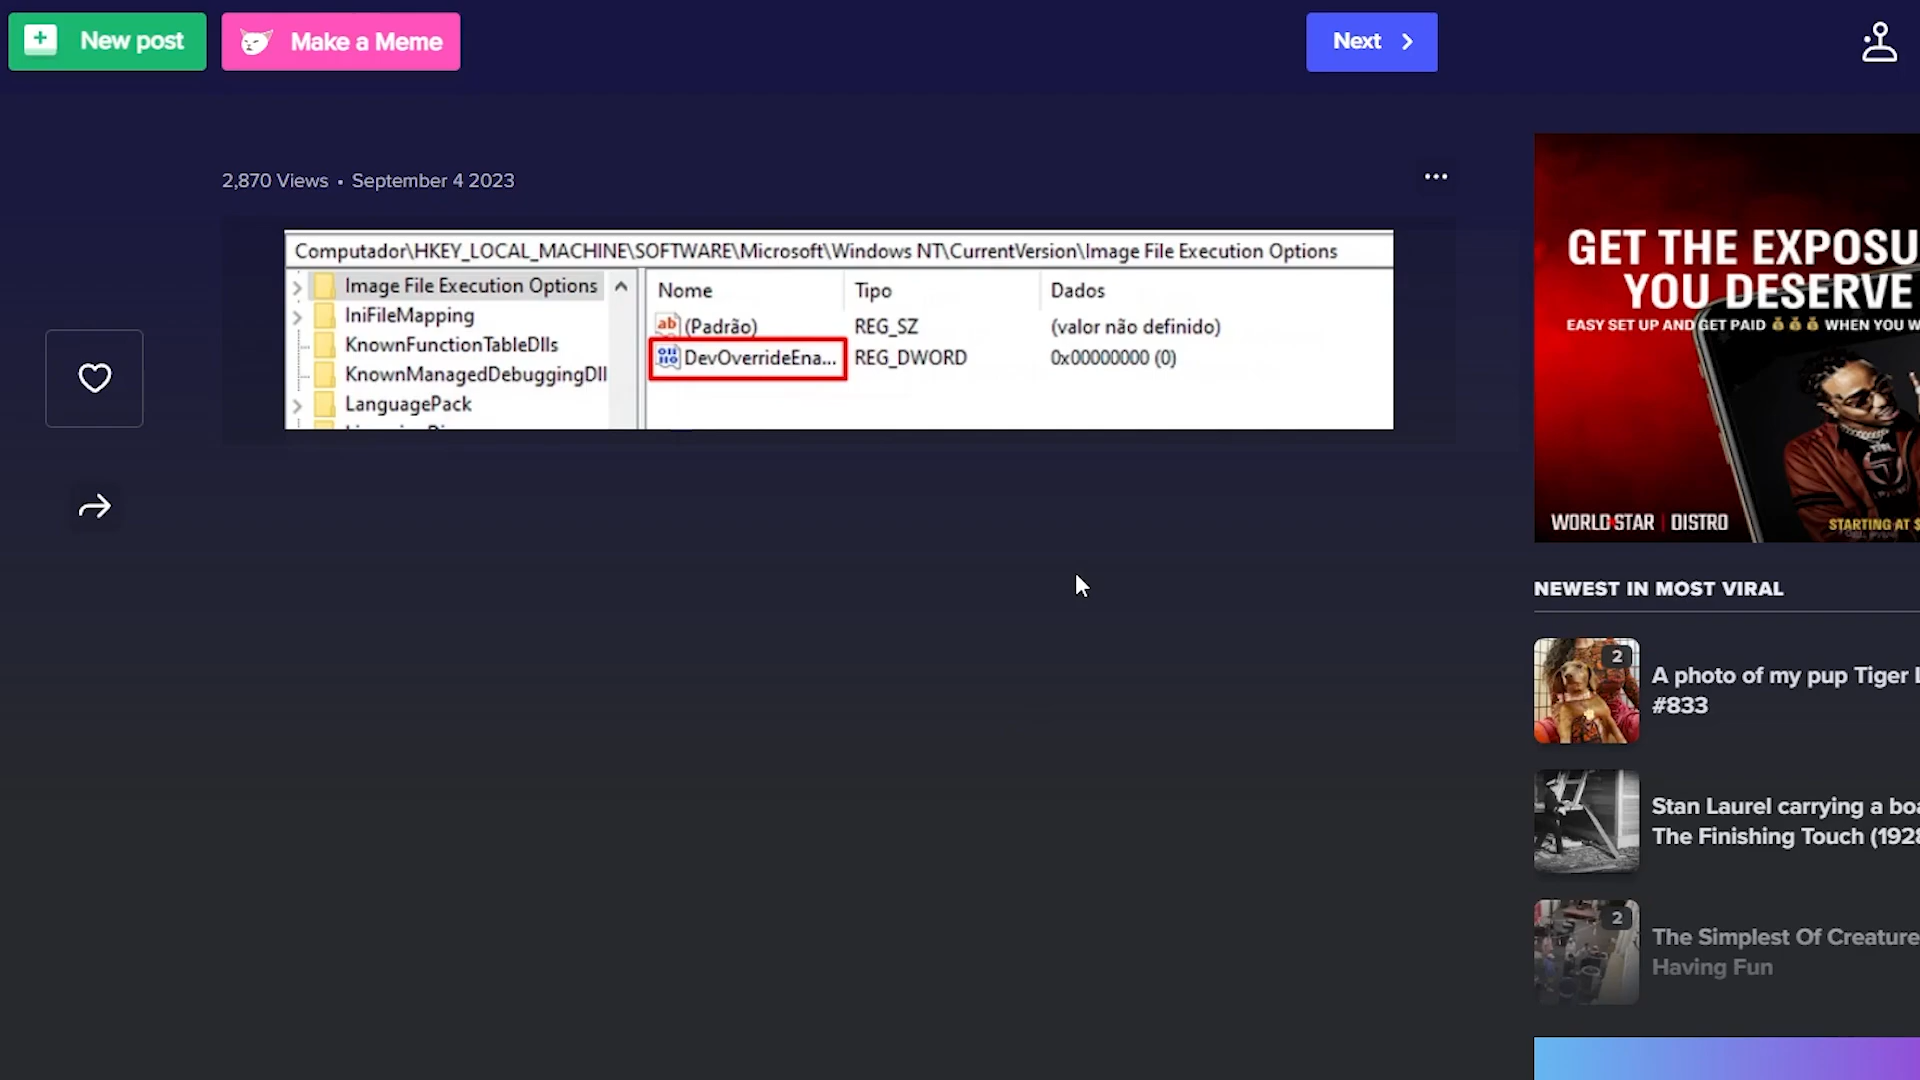 New post
Make a Meme
Next
2,870 Views • September 4 2023
Computador\HKEY_LOCAL_MACHINE\SOFTWARE\Microsoft\Windows NT\CurrentVersion\Image File Execution Options
Image File Execution Options
IniFileMapping
KnownFunctionTableDlls
KnownManagedDebuggingDll
LanguagePack
Nome Tipo Dados
(Padrão) REG_SZ (valor não definido)
DevOverrideEna... REG_DWORD 0x00000000 (0)
GET THE EXPOSU
YOU DESERVE
EASY SET UP AND GET PAID 💰💰💰 WHEN YOU W
WORLDSTAR | DISTRO
STARTING AT $
NEWEST IN MOST VIRAL
2
A photo of my pup Tiger L
#833
Stan Laurel carrying a boa
The Finishing Touch (1928
2
The Simplest Of Creature
Having Fun